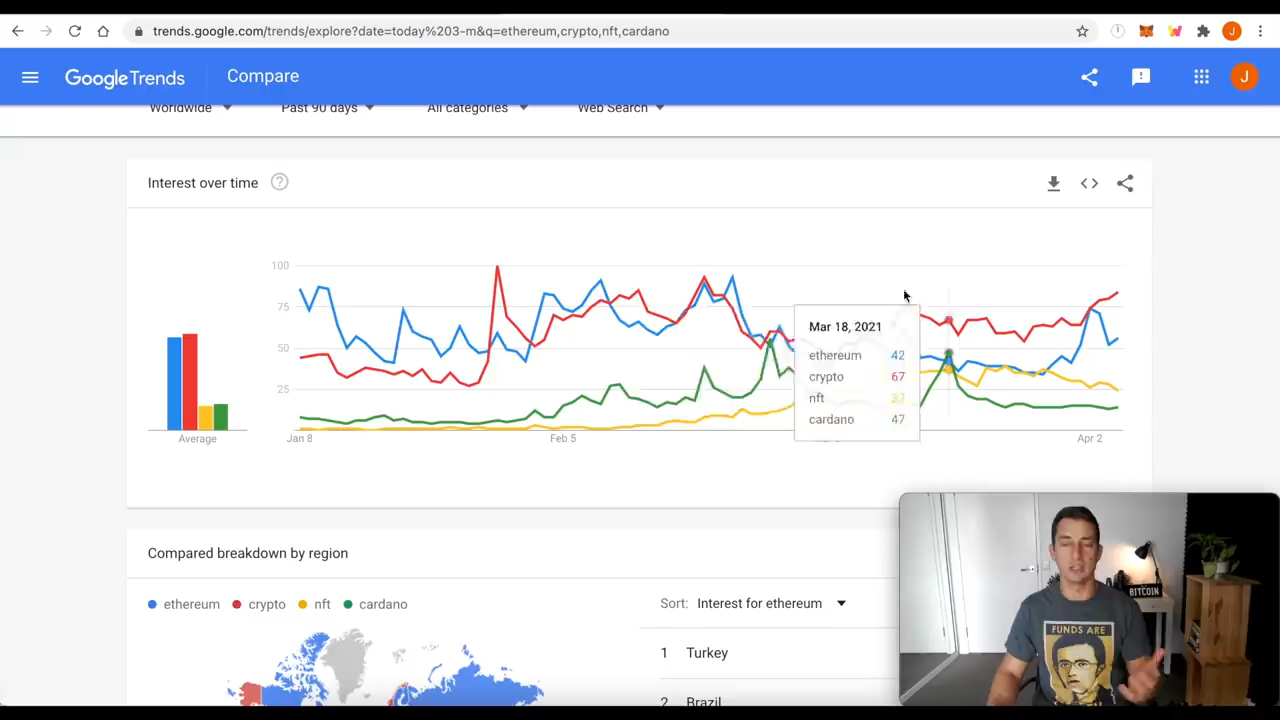 trends.google.com/trends/explore?date=today%203-m&q=ethereum,crypto,nft,cardano
J
Google Trends
Compare
J
Worldwide
Past 90 days
All categories
Web Search
Interest over time
100
75
50
25
Average
Jan 8
Feb 5
Apr 2
Mar 18, 2021
ethereum 42
crypto 67
nft 37
cardano 47
Compared breakdown by region
ethereum
crypto
nft
cardano
Sort: Interest for ethereum
1 Turkey
2 Brazil
BITCOIN
FUNDS ARE